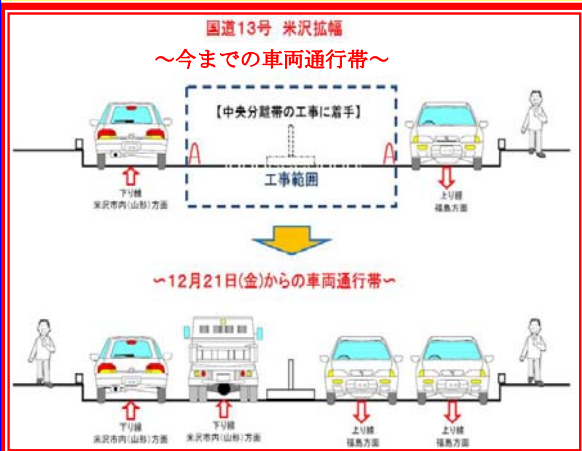 国道13号 米沢拡幅
～今までの車両通行帯～
【中央分離帯の工事に着手】
工事範囲
下り線
米沢市内(山形)方面
上り線
福島方面
～12月21日(金)からの車両通行帯～
下り線
米沢市内(山形)方面
下り線
米沢市内(山形)方面
上り線
福島方面
上り線
福島方面